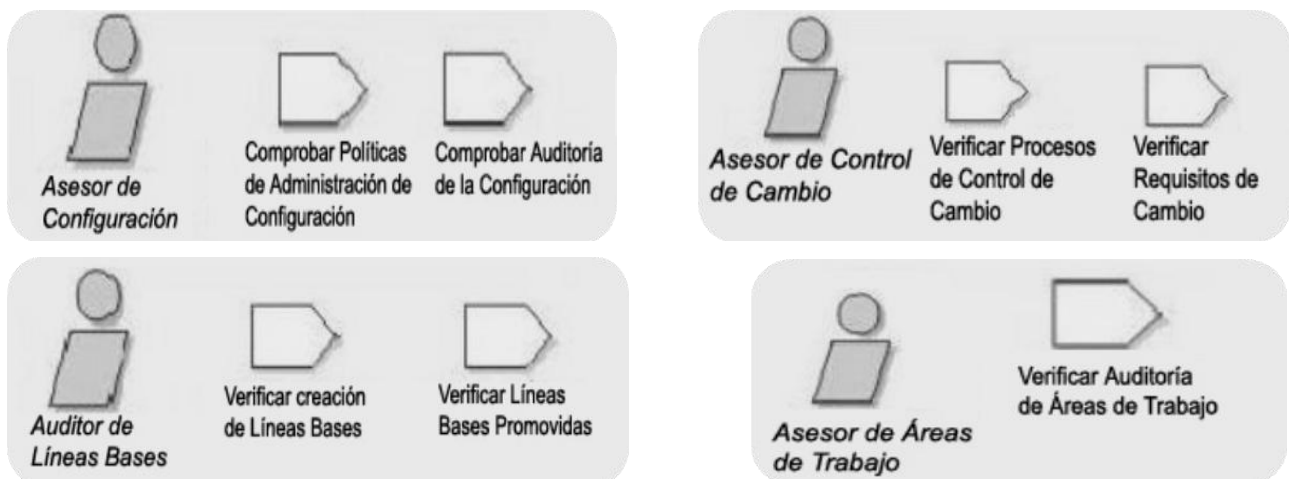 Asesor de
Configuración
Comprobar Políticas
de Administración de
Configuración
Comprobar Auditoría
de la Configuración
Asesor de Control
de Cambio
Verificar Procesos
de Control de
Cambio
Verificar
Requisitos de
Cambio
Auditor de
Líneas Bases
Verificar creación
de Líneas Bases
Verificar Líneas
Bases Promovidas
Asesor de Áreas
de Trabajo
Verificar Auditoría
de Áreas de Trabajo